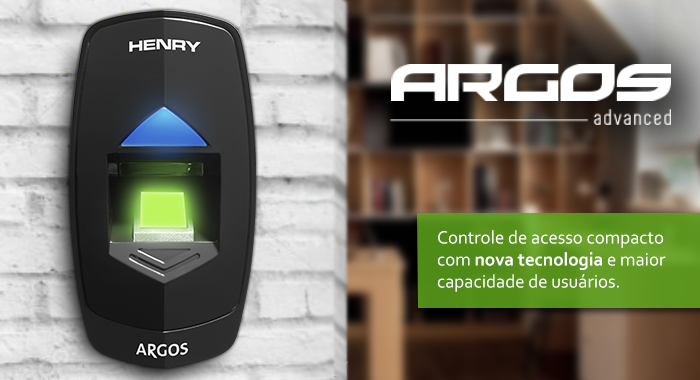 HENRY
ARGOS
ARGOS
advanced
Controle de acesso compacto
com nova tecnologia e maior
capacidade de usuários.